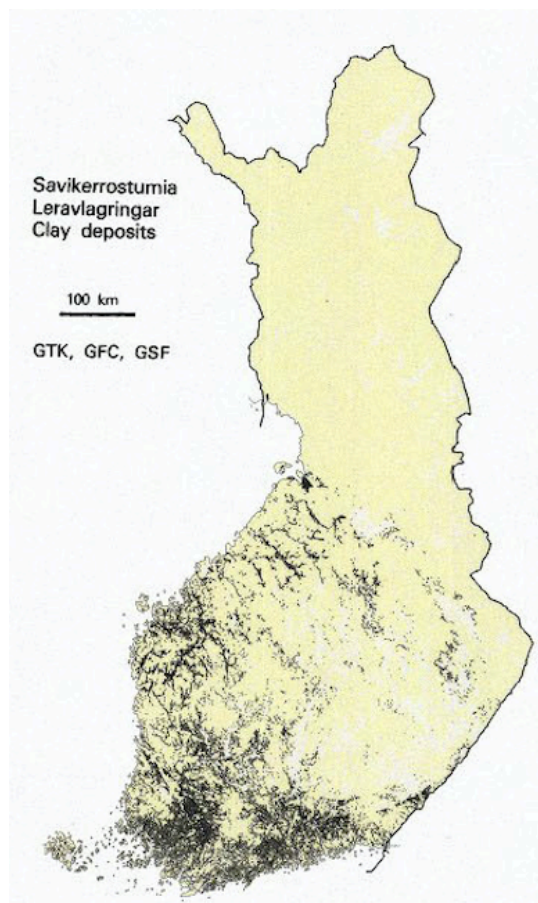 Savikerrostumia
Leravlagringar
Clay deposits
100 km
GTK, GFC, GSF